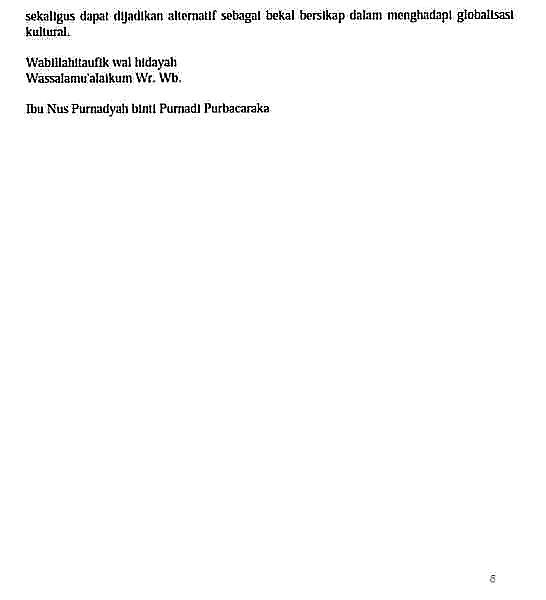 sekaligus dapat dijadikan alternatif sebagai bekal bersikap dalam menghadapi globalisasi
kultural.
Wabillahitaufik wal hidayah
Wassalamu'alaikum Wr. Wb.
Ibu Nus Purnadyah binti Purnadi Purbacaraka